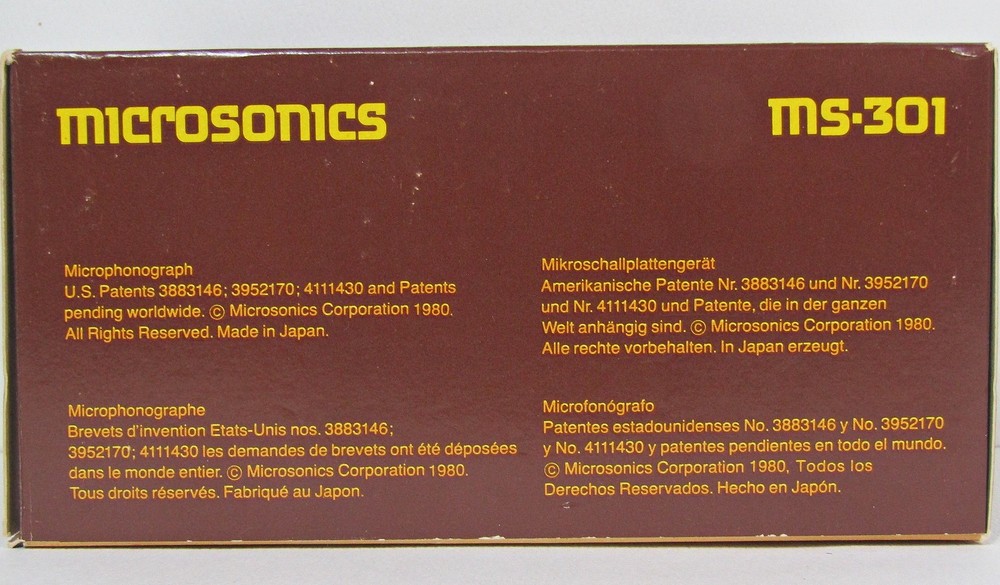 microsonics
ms·301
Microphonograph
U.S. Patents 3883146; 3952170; 4111430 and Patents
pending worldwide. © Microsonics Corporation 1980.
All Rights Reserved. Made in Japan.
Mikroschallplattengerät
Amerikanische Patente Nr. 3883146 und Nr. 3952170
und Nr. 4111430 und Patente, die in der ganzen
Welt anhängig sind. © Microsonics Corporation 1980.
Alle rechte vorbehalten. In Japan erzeugt.
Microphonographe
Brevets d'invention Etats-Unis nos. 3883146;
3952170; 4111430 les demandes de brevets ont été déposées
dans le monde entier. © Microsonics Corporation 1980.
Tous droits réservés. Fabriqué au Japon.
Microfonógrafo
Patentes estadounidenses No. 3883146 y No. 3952170
y No. 4111430 y patentes pendientes en todo el mundo.
© Microsonics Corporation 1980, Todos los
Derechos Reservados. Hecho en Japón.